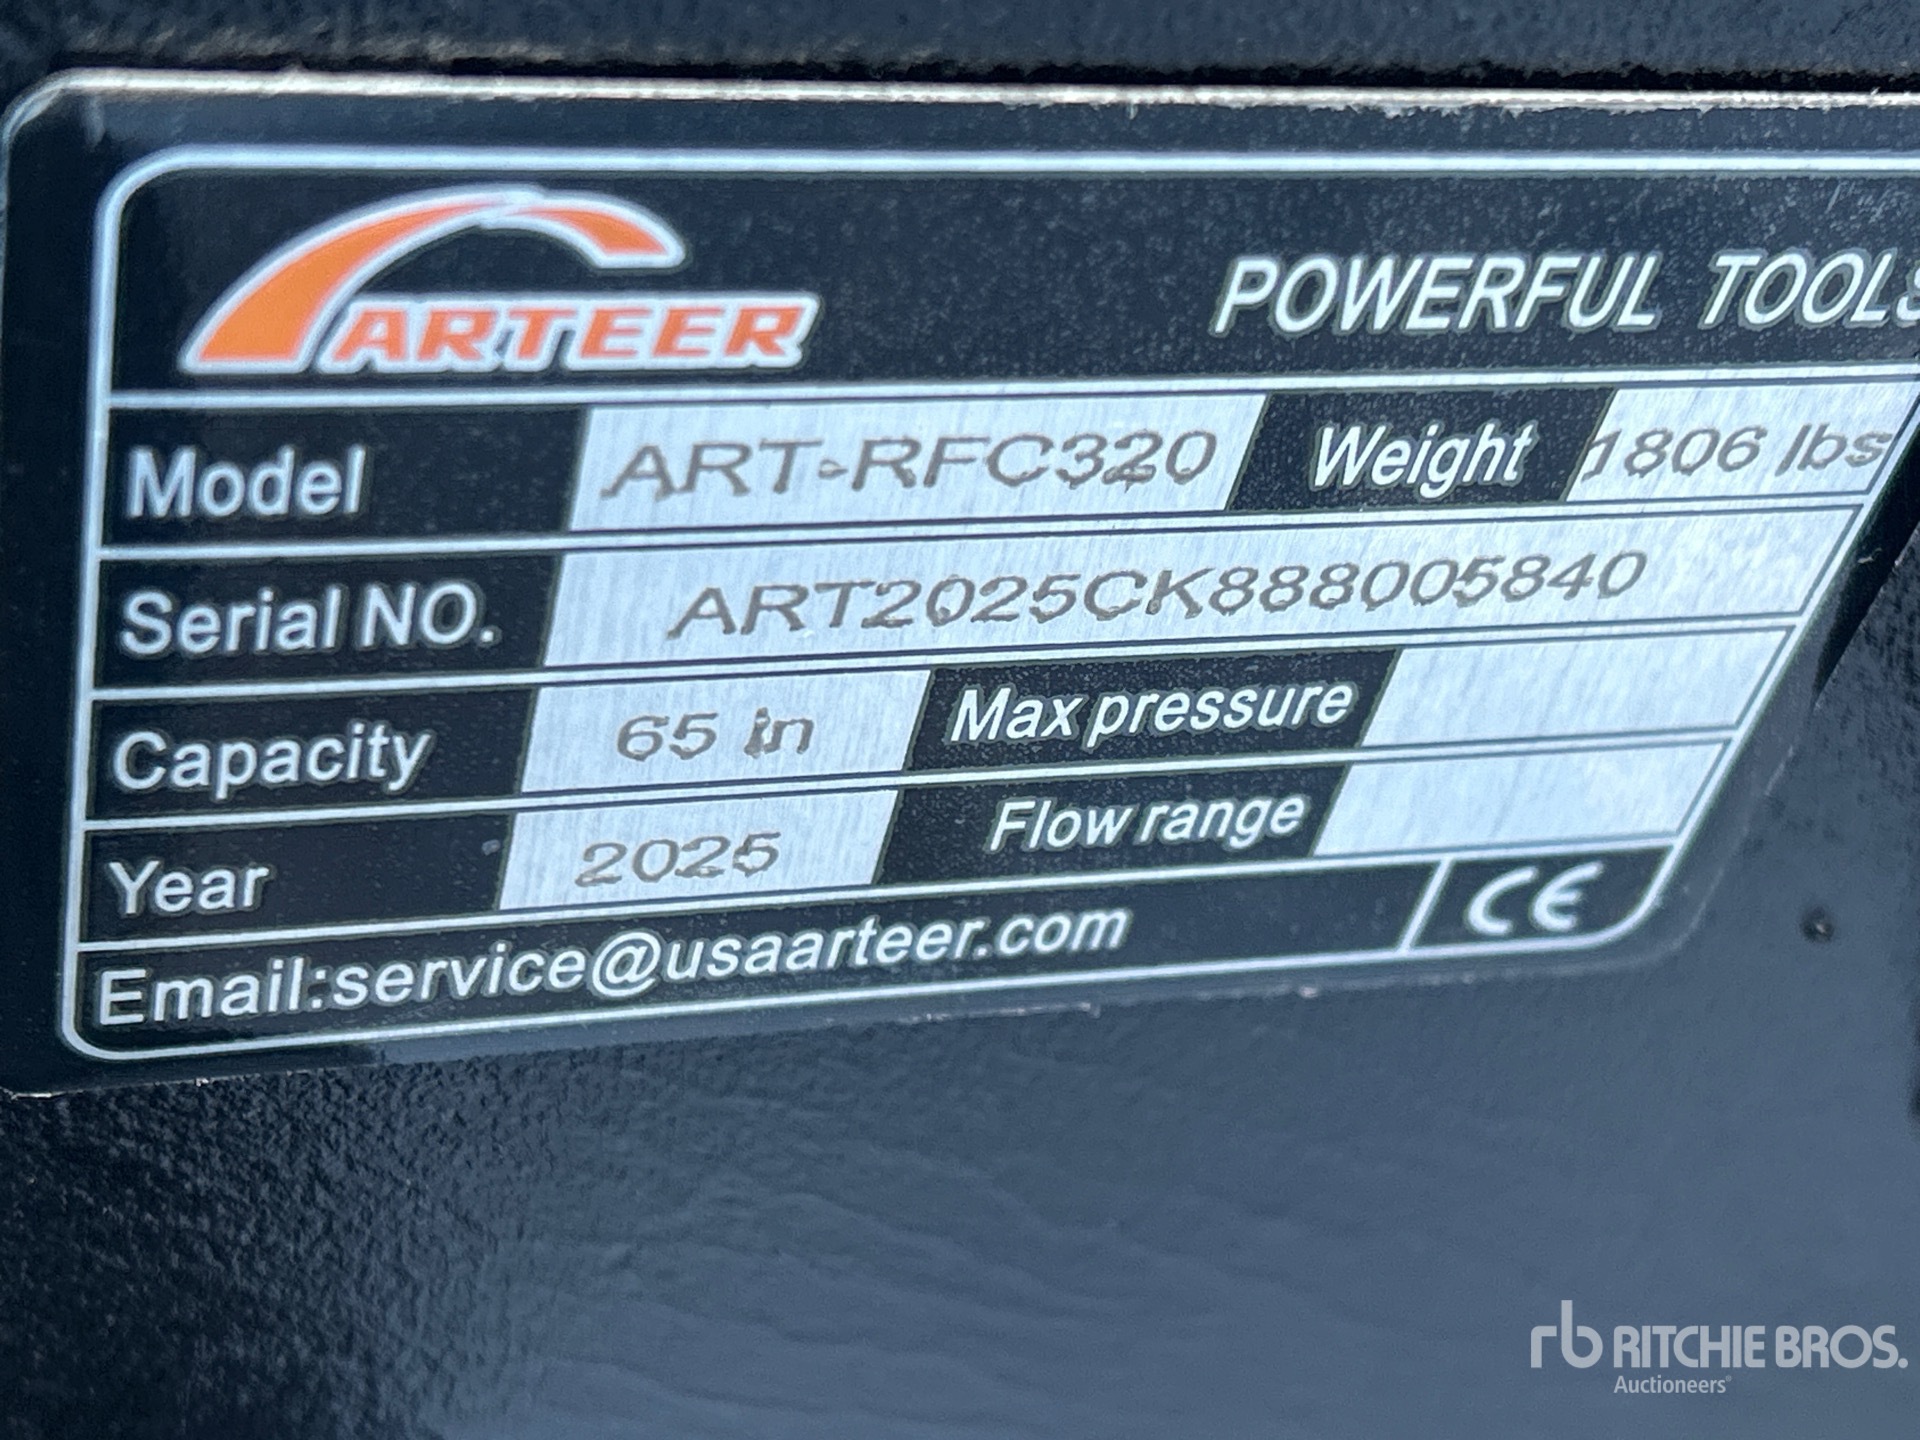 ARTEER
POWERFUL TOOLS
Model ART-RFC320 Weight 1806 lbs
Serial NO. ART2025CK888005840
Capacity 65 in Max pressure
Year 2025 Flow range
Email:service@usaarteer.com CE
rb RITCHIE BROS.
Auctioneers